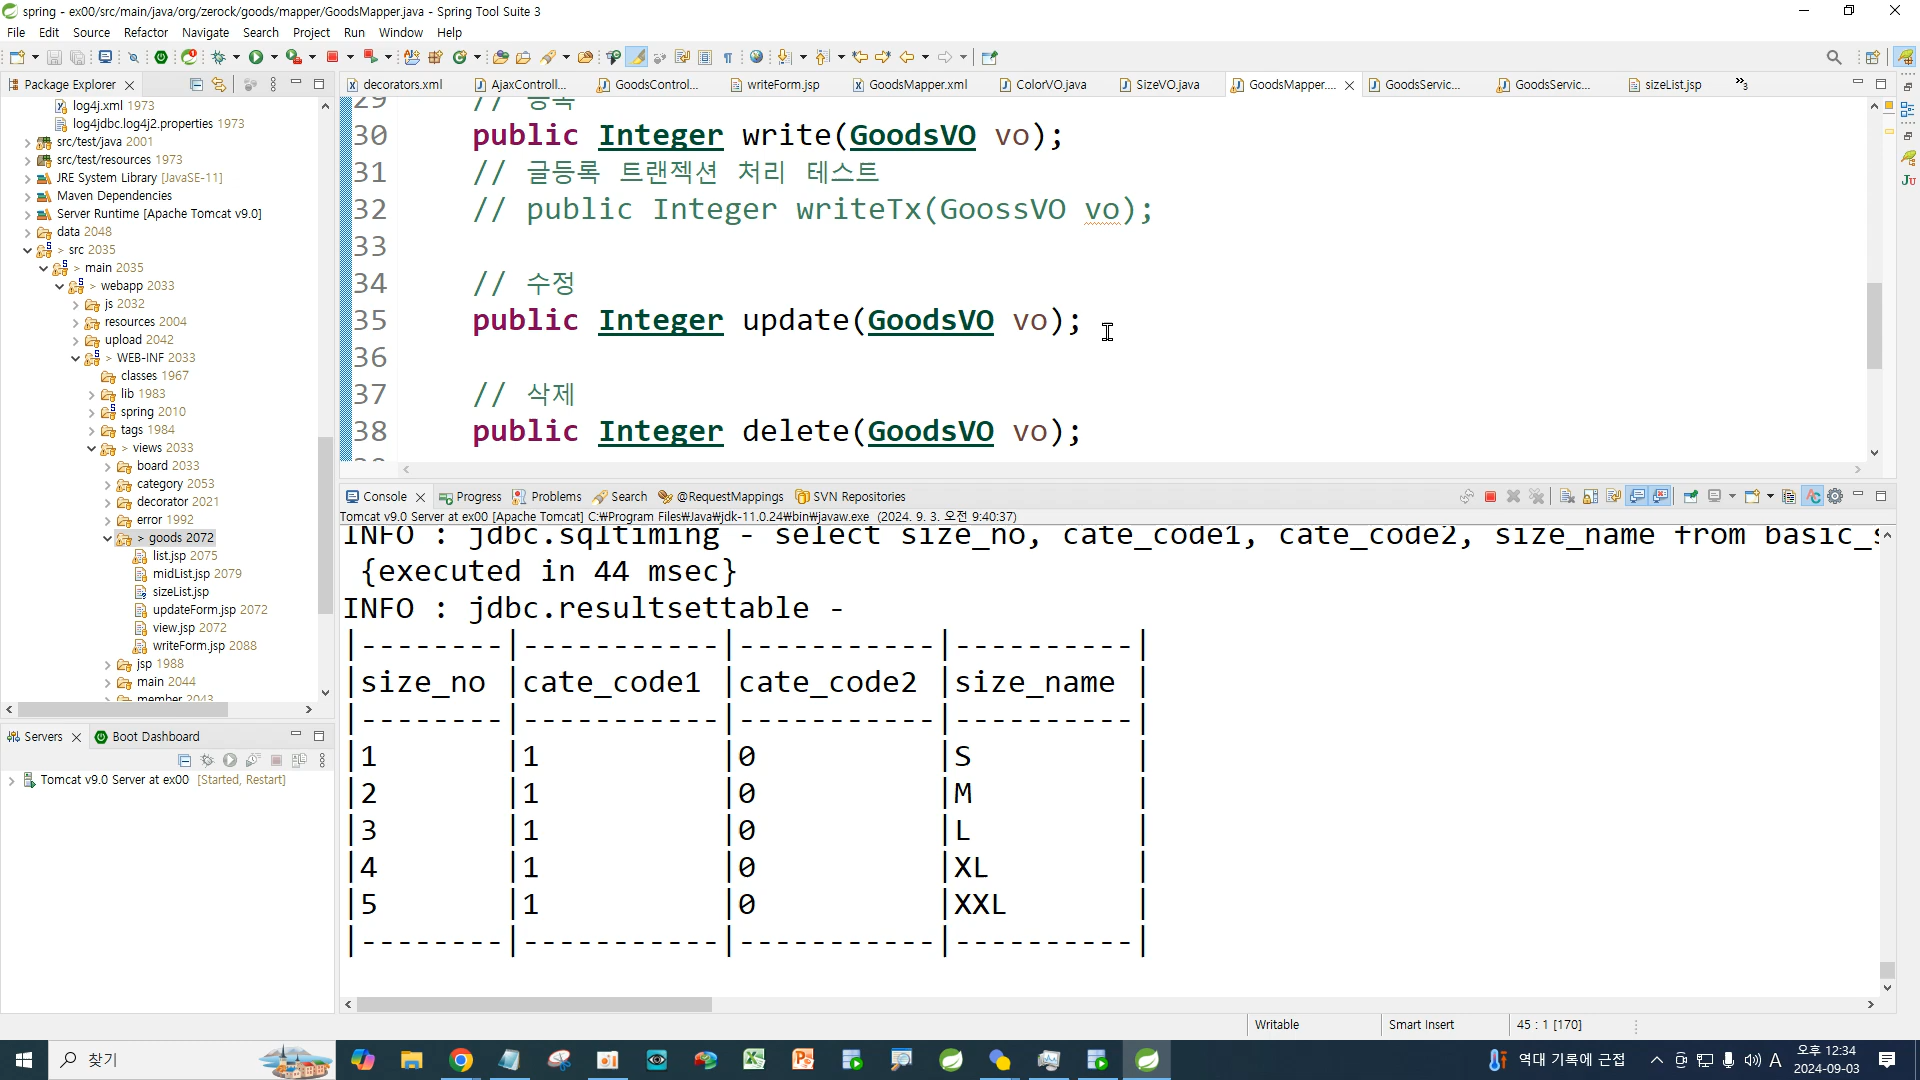 spring - ex00/src/main/java/org/zerock/goods/mapper/GoodsMapper.java - Spring Tool Suite 3
File Edit Source Refactor Navigate Search Project Run Window Help
Package Explorer
log4j.xml 1973
log4jdbc.log4j2.properties 1973
src/test/java 2001
src/test/resources 1973
JRE System Library [JavaSE-11]
Maven Dependencies
Server Runtime [Apache Tomcat v9.0]
data 2048
> src 2035
> main 2035
> webapp 2033
js 2032
resources 2004
upload 2042
> WEB-INF 2033
classes 1967
lib 1983
spring 2010
tags 1984
> views 2033
board 2033
category 2053
decorator 2021
error 1992
> goods 2072
list.jsp 2075
midList.jsp 2079
sizeList.jsp
updateForm.jsp 2072
view.jsp 2072
writeForm.jsp 2088
jsp 1988
main 2044
member 2043
Servers Boot Dashboard
Tomcat v9.0 Server at ex00 [Started, Restart]
decorators.xml AjaxControll... GoodsControl... writeForm.jsp GoodsMapper.xml ColorVO.java SizeVO.java GoodsMapper.... GoodsServic... GoodsServic... sizeList.jsp »3
29 // 등록
30 public Integer write(GoodsVO vo);
31 // 글등록 트랜젝션 처리 테스트
32 // public Integer writeTx(GoossVO vo);
33
34 // 수정
35 public Integer update(GoodsVO vo);
36
37 // 삭제
38 public Integer delete(GoodsVO vo);
Console Progress Problems Search @RequestMappings SVN Repositories
Tomcat v9.0 Server at ex00 [Apache Tomcat] C:₩Program Files₩Java₩jdk-11.0.24₩bin₩javaw.exe (2024. 9. 3. 오전 9:40:37)
INFO : jdbc.sqltiming - select size_no, cate_code1, cate_code2, size_name from basic_s
{executed in 44 msec}
INFO : jdbc.resultsettable -
|--------|-----------|-----------|----------|
|size_no |cate_code1 |cate_code2 |size_name |
|--------|-----------|-----------|----------|
|1 |1 |0 |S |
|2 |1 |0 |M |
|3 |1 |0 |L |
|4 |1 |0 |XL |
|5 |1 |0 |XXL |
|--------|-----------|-----------|----------|
Writable Smart Insert 45 : 1 [170]
찾기
역대 기록에 근접
A
오후 12:34
2024-09-03